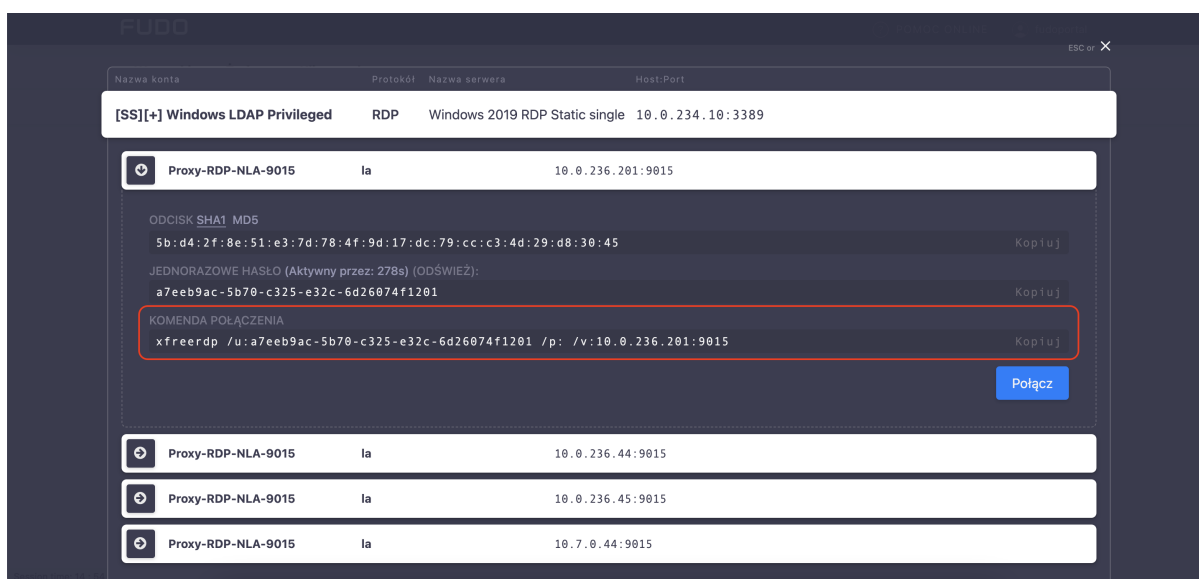 FUDO
ESC or X
Nazwa konta Protokół Nazwa serwera Host:Port
[SS][+] Windows LDAP Privileged RDP Windows 2019 RDP Static single 10.0.234.10:3389
Proxy-RDP-NLA-9015 la 10.0.236.201:9015
ODCISK SHA1 MD5
5b:d4:2f:8e:51:e3:7d:78:4f:9d:17:dc:79:cc:c3:4d:29:d8:30:45 Kopiuj
JEDNORAZOWE HASŁO (Aktywny przez: 278s) (ODŚWIEŻ):
a7eeb9ac-5b70-c325-e32c-6d26074f1201 Kopiuj
KOMENDA POŁĄCZENIA
xfreerdp /u:a7eeb9ac-5b70-c325-e32c-6d26074f1201 /p: /v:10.0.236.201:9015 Kopiuj
Połącz
Proxy-RDP-NLA-9015 la 10.0.236.44:9015
Proxy-RDP-NLA-9015 la 10.0.236.45:9015
Proxy-RDP-NLA-9015 la 10.7.0.44:9015